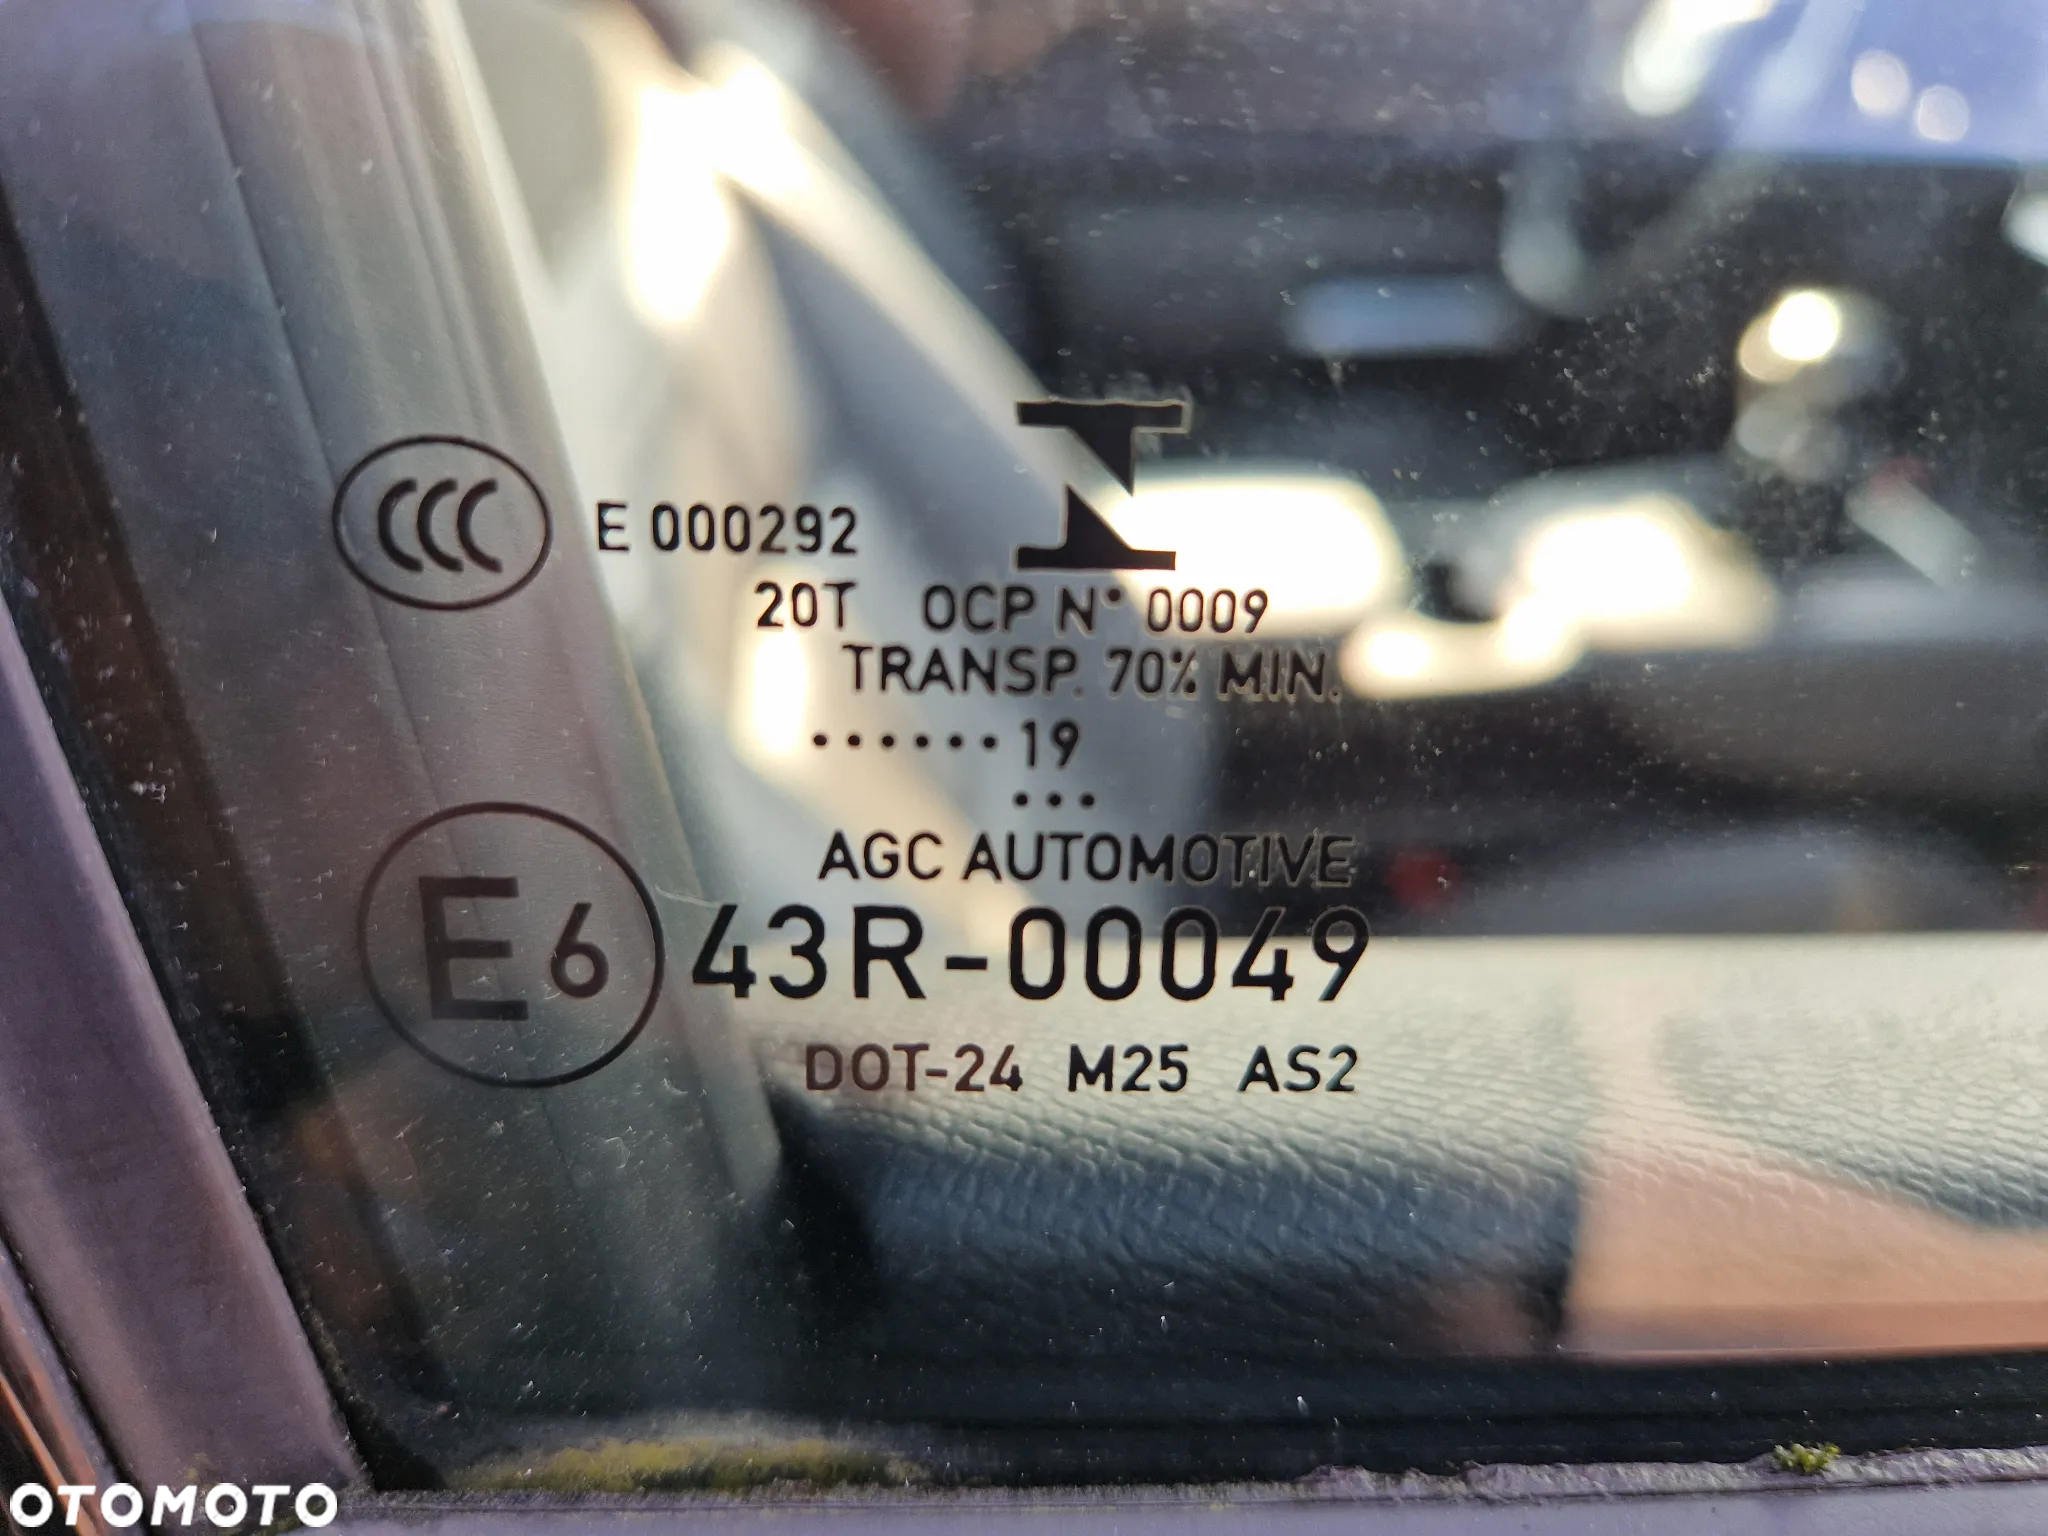 CCC E 000292
20T OCP N° 0009
TRANSP. 70% MIN.
······19
···
AGC AUTOMOTIVE
E6 43R-00049
DOT-24 M25 AS2
OTOMOTO